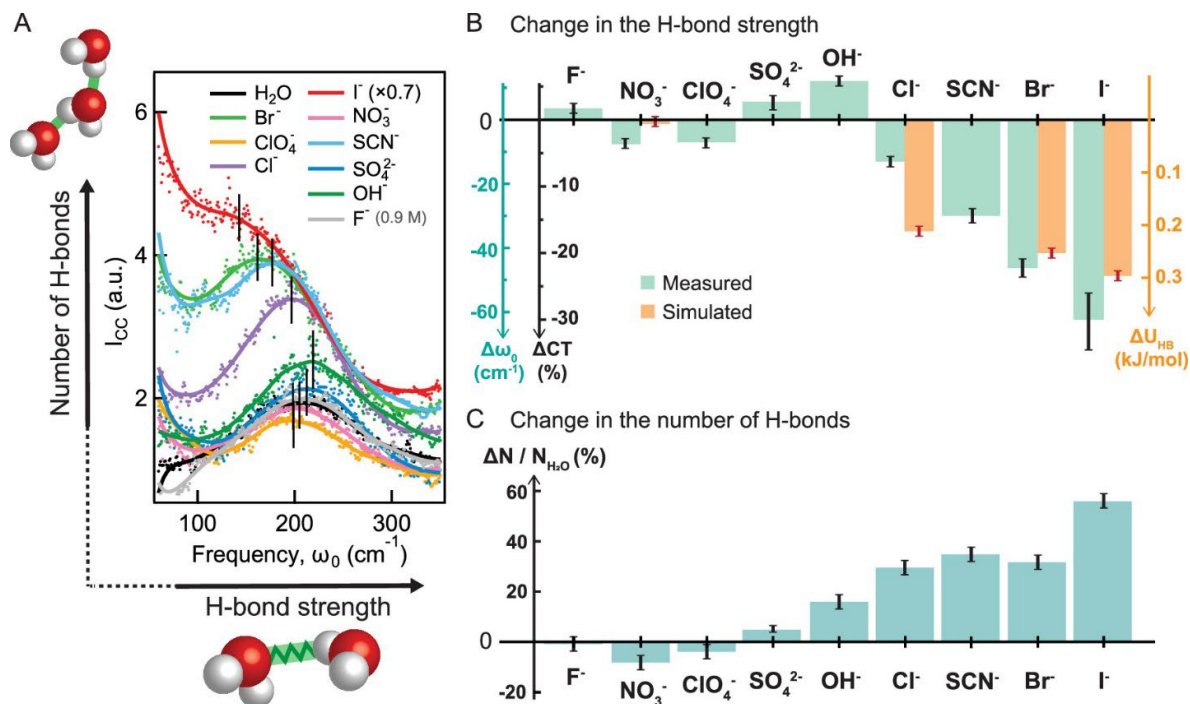 A
Number of H-bonds
I_CC (a.u.)
6
4
2
H₂O
Br⁻
ClO₄⁻
Cl⁻
I⁻ (×0.7)
NO₃⁻
SCN⁻
SO₄²⁻
OH⁻
F⁻ (0.9 M)
100 200 300
Frequency, ω₀ (cm⁻¹)
H-bond strength
B Change in the H-bond strength
F⁻ NO₃⁻ ClO₄⁻ SO₄²⁻ OH⁻ Cl⁻ SCN⁻ Br⁻ I⁻
0
-20
-40
-60
Δω₀
(cm⁻¹)
-10
-20
-30
ΔCT
(%)
Measured
Simulated
0.1
0.2
0.3
ΔU_HB
(kJ/mol)
C Change in the number of H-bonds
ΔN / N_H₂O (%)
60
40
20
0
-20
F⁻ NO₃⁻ ClO₄⁻ SO₄²⁻ OH⁻ Cl⁻ SCN⁻ Br⁻ I⁻